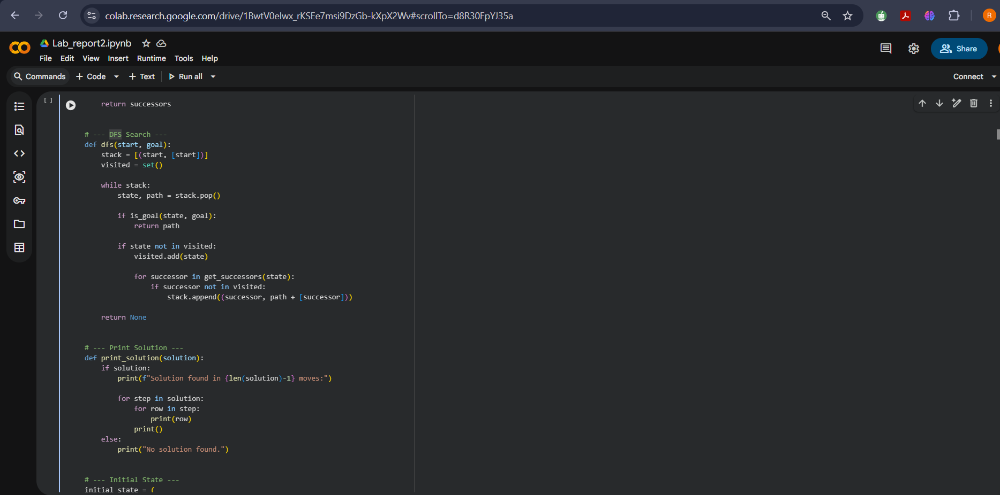 colab.research.google.com/drive/1BwtV0eIwx_rKSEe7msi9DzGb-kXpX2Wv#scrollTo=d8R30FpYJ35a
R
Lab_report2.ipynb
File Edit View Insert Runtime Tools Help
Share
Commands + Code + Text Run all
Connect
[ ]
return successors
# --- DFS Search ---
def dfs(start, goal):
    stack = [(start, [start])]
    visited = set()
    while stack:
        state, path = stack.pop()
        if is_goal(state, goal):
            return path
        if state not in visited:
            visited.add(state)
            for successor in get_successors(state):
                if successor not in visited:
                    stack.append((successor, path + [successor]))
    return None
# --- Print Solution ---
def print_solution(solution):
    if solution:
        print(f"Solution found in {len(solution)-1} moves:")
        for step in solution:
            for row in step:
                print(row)
            print()
    else:
        print("No solution found.")
# --- Initial State ---
initial_state = (